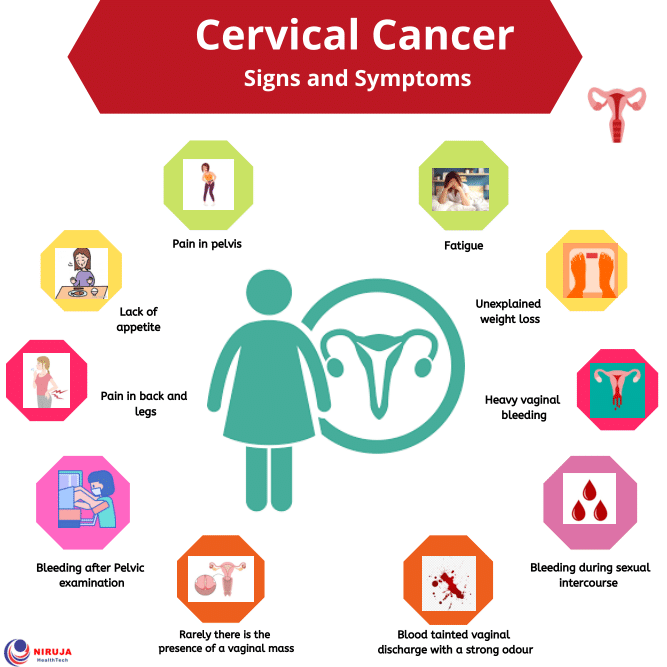 Cervical Cancer
Signs and Symptoms
Pain in pelvis
Fatigue
Lack of
appetite
Unexplained
weight loss
Pain in back and
legs
Heavy vaginal
bleeding
Bleeding after Pelvic
examination
Bleeding during sexual
intercourse
Rarely there is the
presence of a vaginal mass
Blood tainted vaginal
discharge with a strong odour
NIRUJA
HealthTech